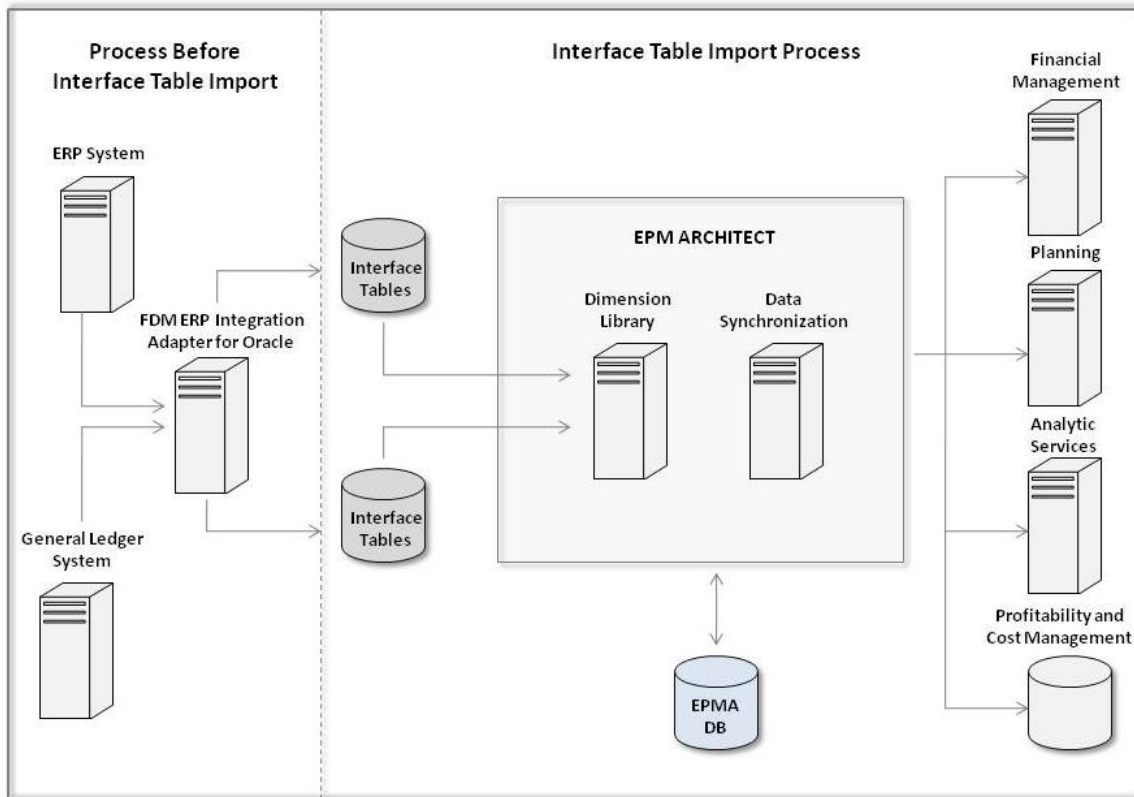 Process Before
Interface Table Import
Interface Table Import Process
ERP System
FDM ERP Integration
Adapter for Oracle
General Ledger
System
Interface
Tables
Interface
Tables
EPM ARCHITECT
Dimension
Library
Data
Synchronization
EPMA
DB
Financial
Management
Planning
Analytic
Services
Profitability and
Cost Management